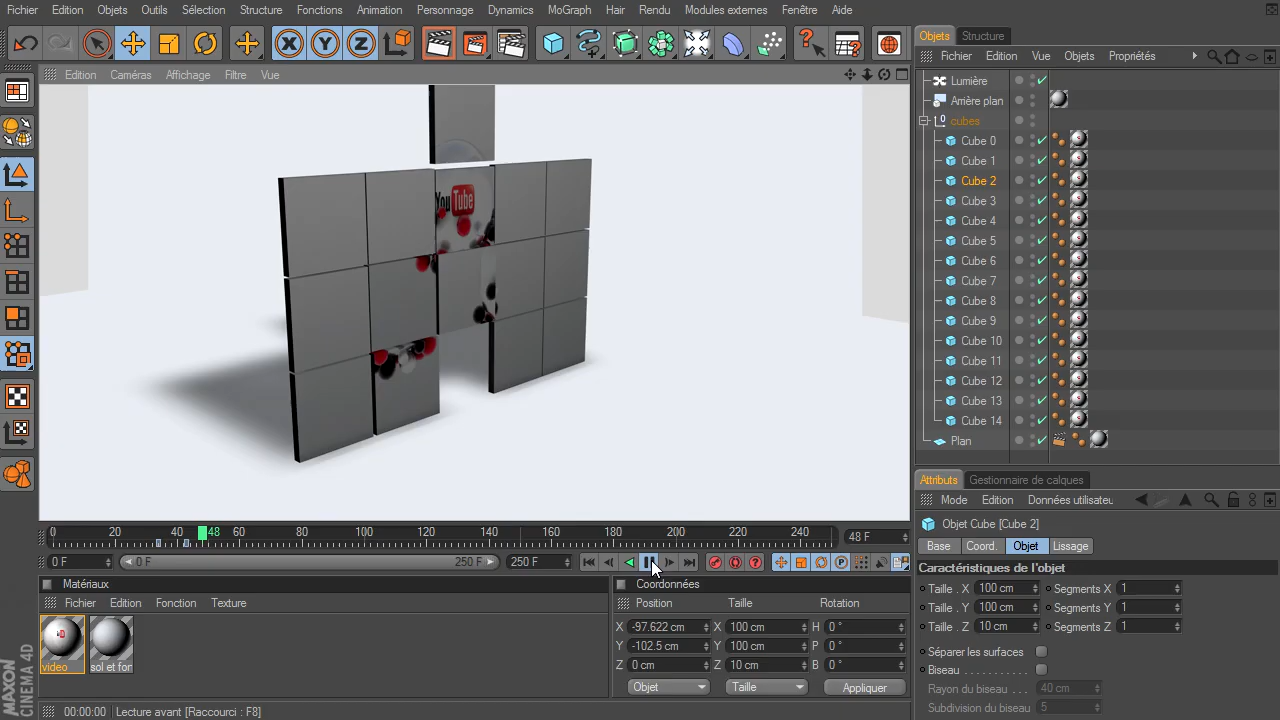 Fichier Edition Objets Outils Sélection Structure Fonctions Animation Personnage Dynamics MoGraph Hair Rendu Modules externes Fenêtre Aide
Objets Structure
Edition Caméras Affichage Filtre Vue
Fichier Edition Vue Objets Propriétés
Lumière
Arrière plan
cubes
Cube 0
Cube 1
Cube 2
Cube 3
Cube 4
Cube 5
Cube 6
Cube 7
Cube 8
Cube 9
Cube 10
Cube 11
Cube 12
Cube 13
Cube 14
Plan
You Tube
0 20 40 48 60 80 100 120 140 160 180 200 220 240
48 F
0 F 0 F 250 F 250 F
Matériaux
Fichier Edition Fonction Texture
video
sol et for
Coordonnées
Position Taille Rotation
X -97.622 cm X 100 cm H 0 °
Y -102.5 cm Y 100 cm P 0 °
Z 0 cm Z 10 cm B 0 °
Objet Taille Appliquer
Attributs Gestionnaire de calques
Mode Edition Données utilisateu
Objet Cube [Cube 2]
Base Coord. Objet Lissage
Caractéristiques de l'objet
Taille . X 100 cm Segments X 1
Taille . Y 100 cm Segments Y 1
Taille . Z 10 cm Segments Z 1
Séparer les surfaces
Biseau . . . . . . . . . . .
Rayon du biseau . . . 40 cm
Subdivision du biseau 5
MAXON
CINEMA 4D
00:00:00 Lecture avant [Raccourci : F8]